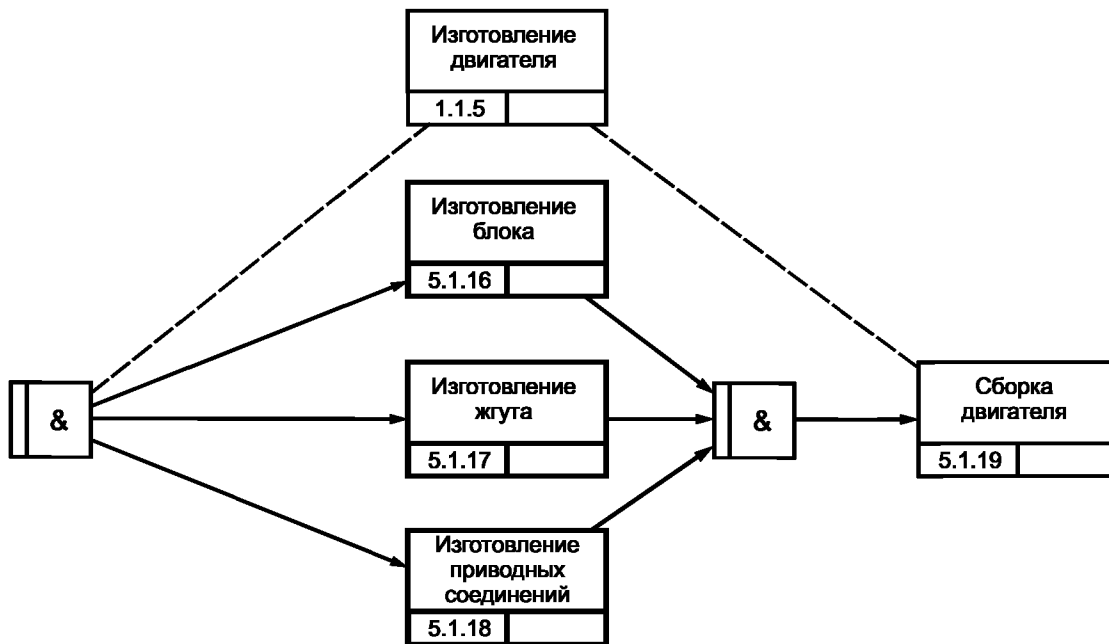 Изготовление
двигателя
1.1.5
Изготовление
блока
5.1.16
&
Изготовление
жгута
5.1.17
&
Сборка
двигателя
5.1.19
Изготовление
приводных
соединений
5.1.18